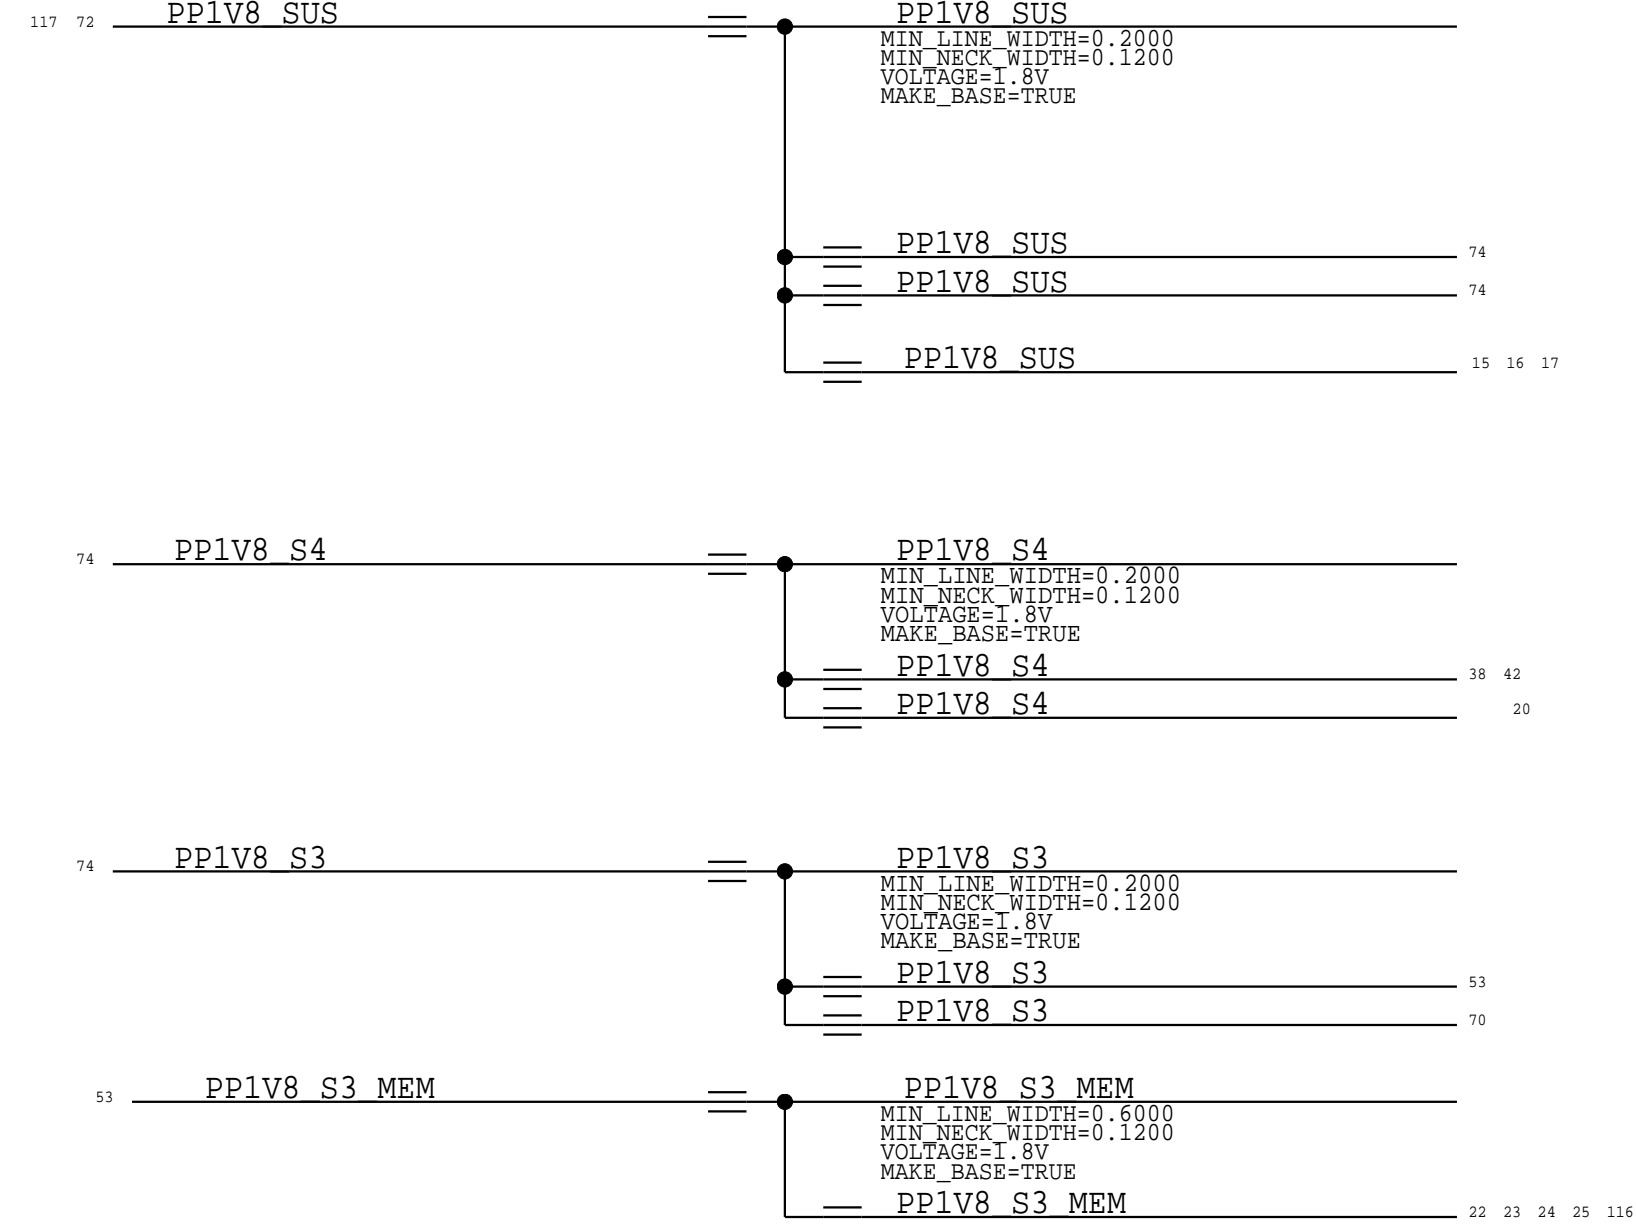 117 72 PP1V8_SUS PP1V8_SUS
MIN_LINE_WIDTH=0.2000
MIN_NECK_WIDTH=0.1200
VOLTAGE=1.8V
MAKE_BASE=TRUE
PP1V8_SUS 74
PP1V8_SUS 74
PP1V8_SUS 15 16 17
74 PP1V8_S4 PP1V8_S4
MIN_LINE_WIDTH=0.2000
MIN_NECK_WIDTH=0.1200
VOLTAGE=1.8V
MAKE_BASE=TRUE
PP1V8_S4 38 42
PP1V8_S4 20
74 PP1V8_S3 PP1V8_S3
MIN_LINE_WIDTH=0.2000
MIN_NECK_WIDTH=0.1200
VOLTAGE=1.8V
MAKE_BASE=TRUE
PP1V8_S3 53
PP1V8_S3 70
53 PP1V8_S3_MEM PP1V8_S3_MEM
MIN_LINE_WIDTH=0.6000
MIN_NECK_WIDTH=0.1200
VOLTAGE=1.8V
MAKE_BASE=TRUE
PP1V8_S3_MEM 22 23 24 25 116